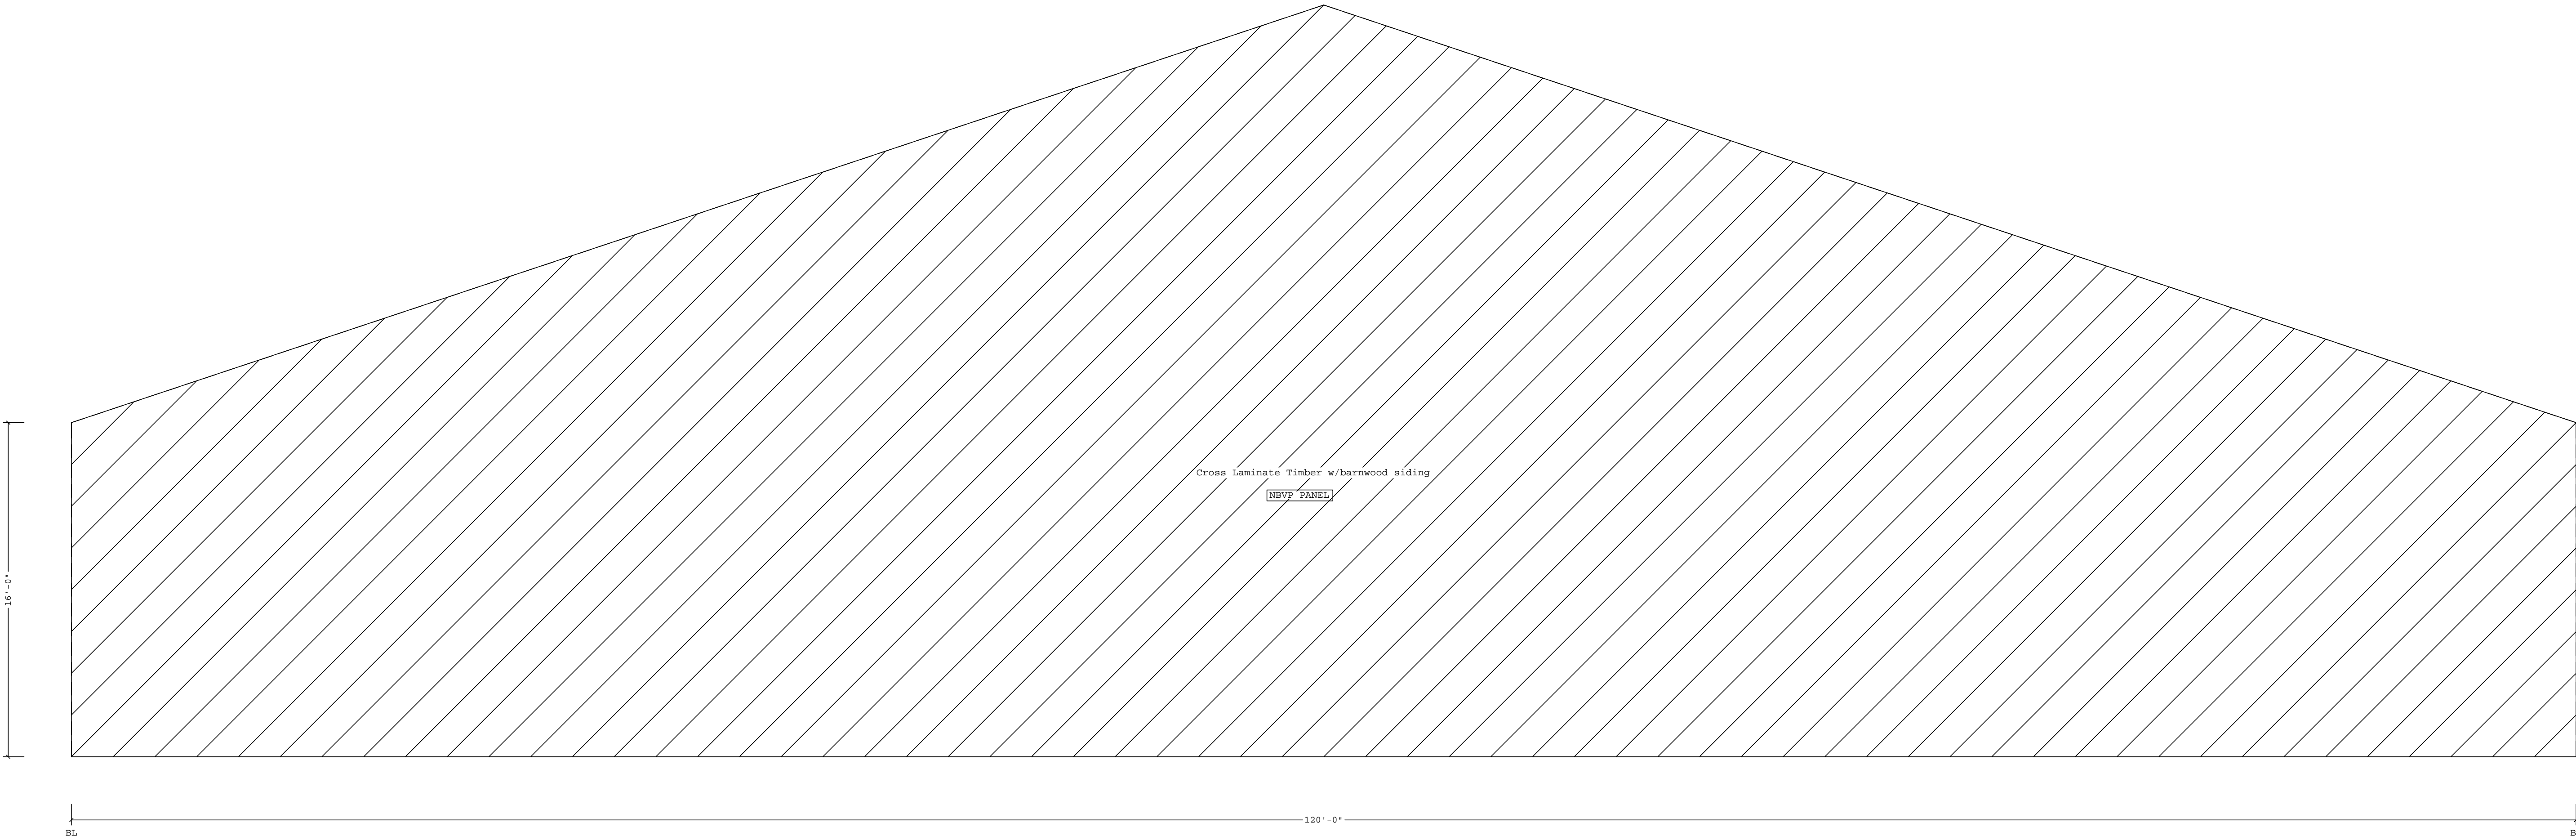 Cross Laminate Timber w/barnwood siding
NBVP PANEL
16'-0"
120'-0"
BL
B